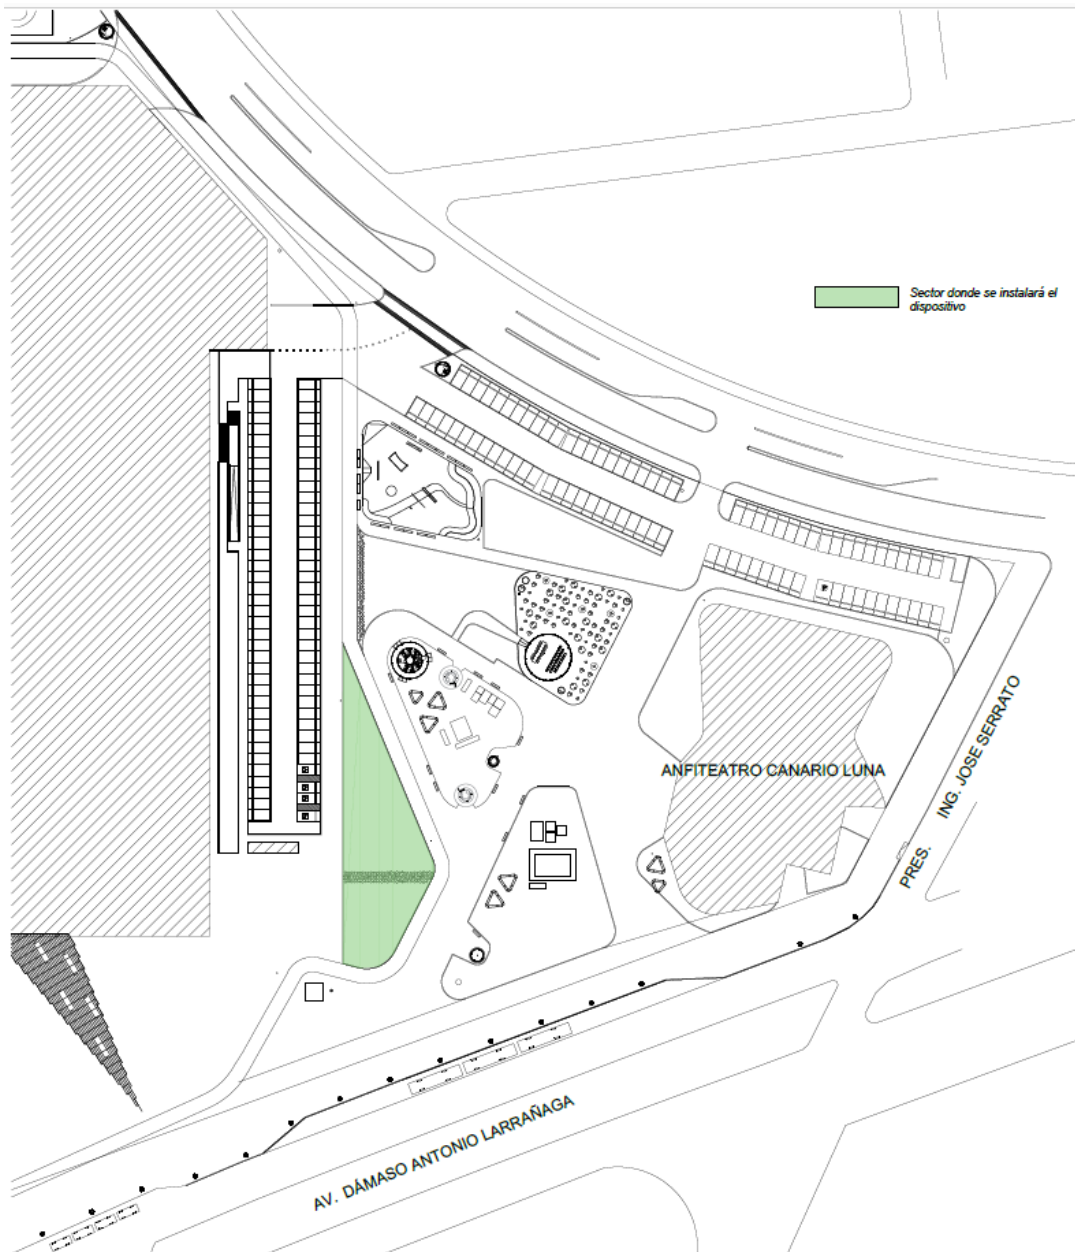 Sector donde se instalará el
dispositivo
ANFITEATRO CANARIO LUNA
PRES. ING. JOSE SERRATO
AV. DÁMASO ANTONIO LARRAÑAGA